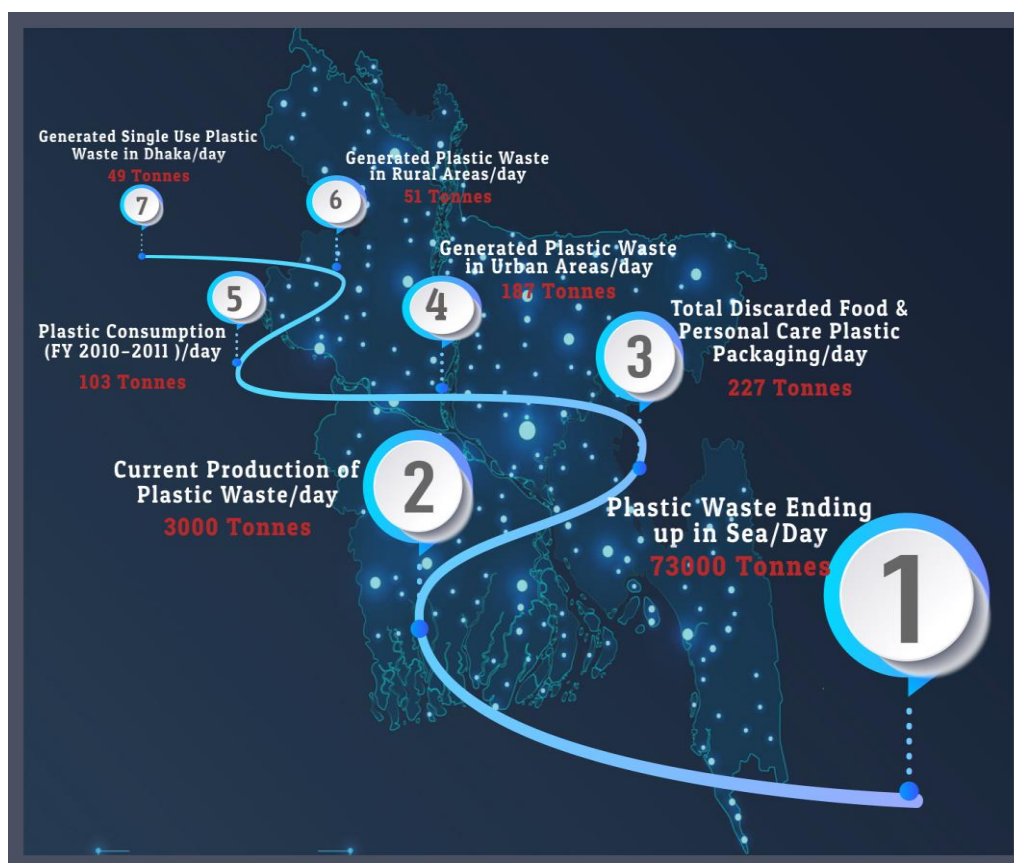 Generated Single Use Plastic
Waste in Dhaka/day
49 Tonnes
7
Generated Plastic Waste
in Rural Areas/day
51 Tonnes
6
Generated Plastic Waste
in Urban Areas/day
187 Tonnes
4
5
Plastic Consumption
(FY 2010-2011 )/day
103 Tonnes
Total Discarded Food &
Personal Care Plastic
Packaging/day
227 Tonnes
3
Current Production of
Plastic Waste/day
3000 Tonnes
2
Plastic Waste Ending
up in Sea/Day
73000 Tonnes
1